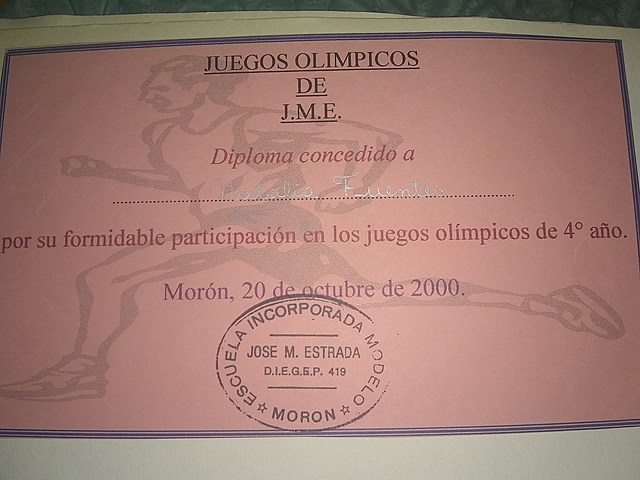 JUEGOS OLIMPICOS
DE
J.M.E.
Diploma concedido a
Natalia Fuentes
por su formidable participación en los juegos olímpicos de 4° año.
Morón, 20 de octubre de 2000.
ESCUELA INCORPORADA MODELO
JOSE M. ESTRADA
D.I.E.G.E.P. 419
MORON